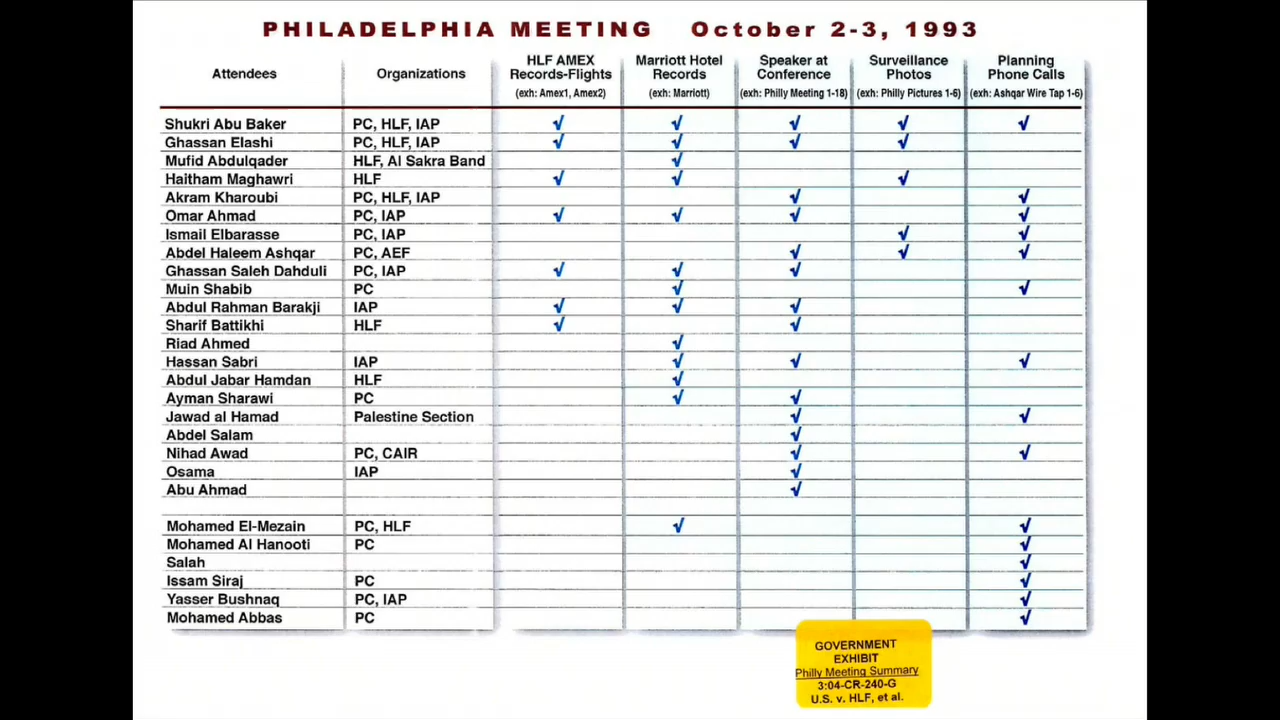 PHILADELPHIA MEETING October 2-3, 1993
Attendees Organizations HLF AMEX Records-Flights (exh: Amex1, Amex2) Marriott Hotel Records (exh: Marriott) Speaker at Conference (exh: Philly Meeting 1-18) Surveillance Photos (exh: Philly Pictures 1-6) Planning Phone Calls (exh: Ashqar Wire Tap 1-6)
Shukri Abu Baker PC, HLF, IAP √ √ √ √ √
Ghassan Elashi PC, HLF, IAP √ √ √ √
Mufid Abdulqader HLF, Al Sakra Band √
Haitham Maghawri HLF √ √ √
Akram Kharoubi PC, HLF, IAP √ √
Omar Ahmad PC, IAP √ √ √ √
Ismail Elbarasse PC, IAP √ √
Abdel Haleem Ashqar PC, AEF √ √ √
Ghassan Saleh Dahduli PC, IAP √ √ √
Muin Shabib PC √ √
Abdul Rahman Barakji IAP √ √ √
Sharif Battikhi HLF √ √
Riad Ahmed √
Hassan Sabri IAP √ √ √
Abdul Jabar Hamdan HLF √
Ayman Sharawi PC √ √
Jawad al Hamad Palestine Section √ √
Abdel Salam √
Nihad Awad PC, CAIR √ √
Osama IAP √
Abu Ahmad √
Mohamed El-Mezain PC, HLF √ √
Mohamed Al Hanooti PC √
Salah √
Issam Siraj PC √
Yasser Bushnaq PC, IAP √
Mohamed Abbas PC √
GOVERNMENT
EXHIBIT
Philly Meeting Summary
3:04-CR-240-G
U.S. v. HLF, et al.